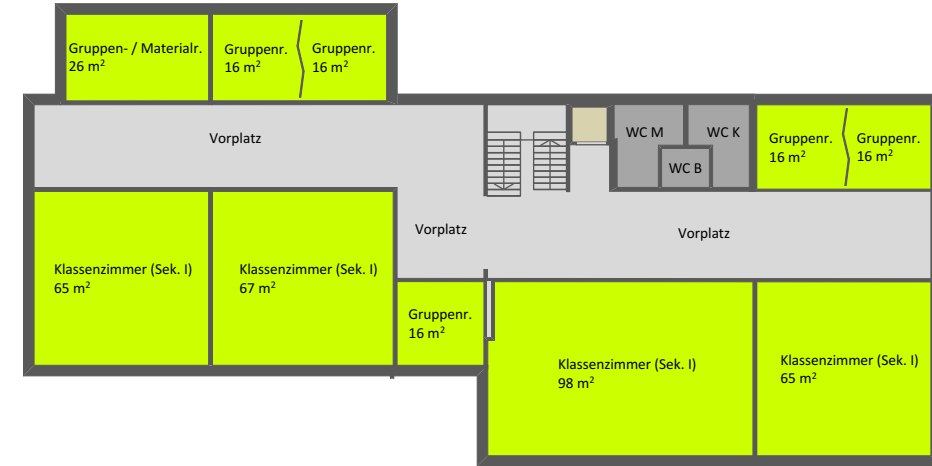 Gruppen- / Materialr.
26 m²
Gruppenr.
16 m²
Gruppenr.
16 m²
Vorplatz
WC M
WC K
WC B
Gruppenr.
16 m²
Gruppenr.
16 m²
Vorplatz
Vorplatz
Klassenzimmer (Sek. I)
65 m²
Klassenzimmer (Sek. I)
67 m²
Gruppenr.
16 m²
Klassenzimmer (Sek. I)
98 m²
Klassenzimmer (Sek. I)
65 m²